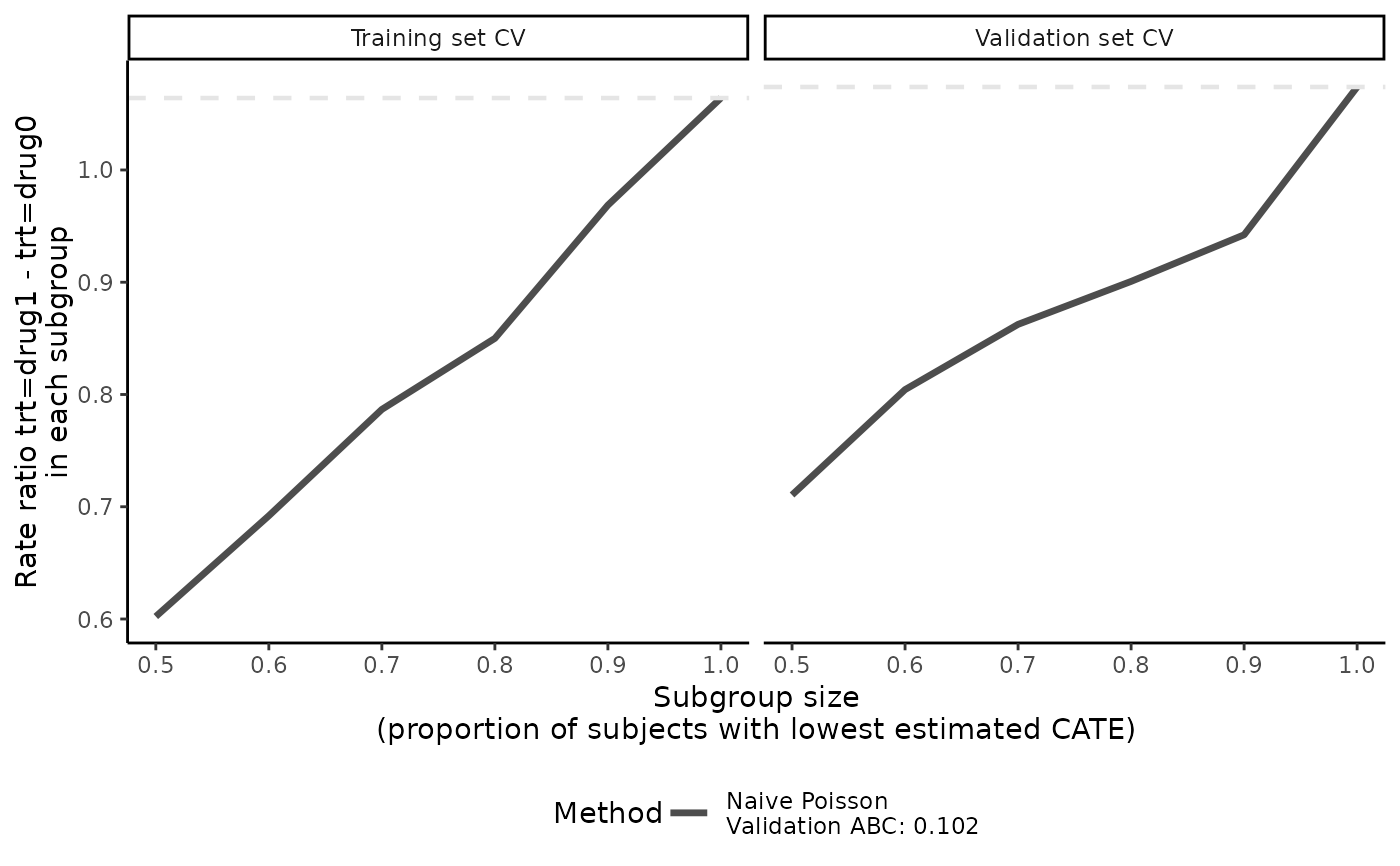 Training set CV
Validation set CV
Rate ratio trt=drug1 - trt=drug0
in each subgroup
1.0
0.9
0.8
0.7
0.6
0.5
0.6
0.7
0.8
0.9
1.0
0.5
0.6
0.7
0.8
0.9
1.0
Subgroup size
(proportion of subjects with lowest estimated CATE)
Method
Naive Poisson
Validation ABC: 0.102